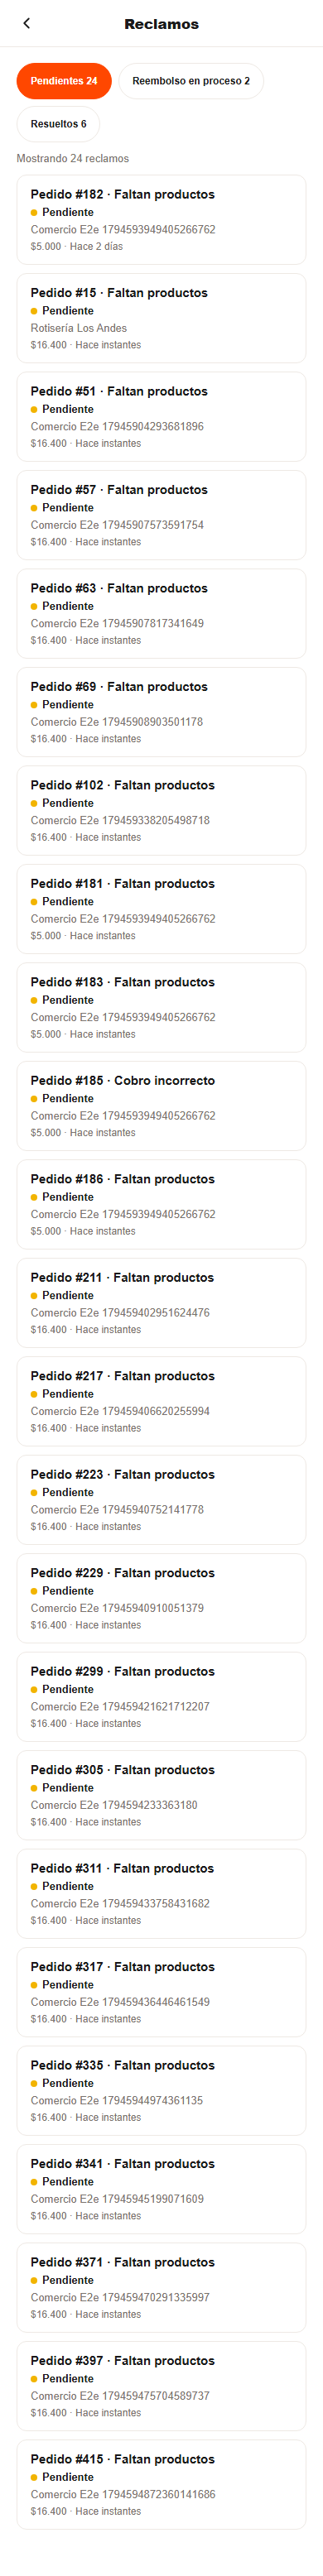 Reclamos
Pendientes 24
Reembolso en proceso 2
Resueltos 6
Mostrando 24 reclamos
Pedido #182 · Faltan productos
Pendiente
Comercio E2e 1794593949405266762
$5.000 · Hace 2 días
Pedido #15 · Faltan productos
Pendiente
Rotisería Los Andes
$16.400 · Hace instantes
Pedido #51 · Faltan productos
Pendiente
Comercio E2e 17945904293681896
$16.400 · Hace instantes
Pedido #57 · Faltan productos
Pendiente
Comercio E2e 17945907573591754
$16.400 · Hace instantes
Pedido #63 · Faltan productos
Pendiente
Comercio E2e 17945907817341649
$16.400 · Hace instantes
Pedido #69 · Faltan productos
Pendiente
Comercio E2e 17945908903501178
$16.400 · Hace instantes
Pedido #102 · Faltan productos
Pendiente
Comercio E2e 179459338205498718
$16.400 · Hace instantes
Pedido #181 · Faltan productos
Pendiente
Comercio E2e 1794593949405266762
$5.000 · Hace instantes
Pedido #183 · Faltan productos
Pendiente
Comercio E2e 1794593949405266762
$5.000 · Hace instantes
Pedido #185 · Cobro incorrecto
Pendiente
Comercio E2e 1794593949405266762
$5.000 · Hace instantes
Pedido #186 · Faltan productos
Pendiente
Comercio E2e 1794593949405266762
$5.000 · Hace instantes
Pedido #211 · Faltan productos
Pendiente
Comercio E2e 179459402951624476
$16.400 · Hace instantes
Pedido #217 · Faltan productos
Pendiente
Comercio E2e 179459406620255994
$16.400 · Hace instantes
Pedido #223 · Faltan productos
Pendiente
Comercio E2e 17945940752141778
$16.400 · Hace instantes
Pedido #229 · Faltan productos
Pendiente
Comercio E2e 17945940910051379
$16.400 · Hace instantes
Pedido #299 · Faltan productos
Pendiente
Comercio E2e 179459421621712207
$16.400 · Hace instantes
Pedido #305 · Faltan productos
Pendiente
Comercio E2e 1794594233363180
$16.400 · Hace instantes
Pedido #311 · Faltan productos
Pendiente
Comercio E2e 179459433758431682
$16.400 · Hace instantes
Pedido #317 · Faltan productos
Pendiente
Comercio E2e 179459436446461549
$16.400 · Hace instantes
Pedido #335 · Faltan productos
Pendiente
Comercio E2e 17945944974361135
$16.400 · Hace instantes
Pedido #341 · Faltan productos
Pendiente
Comercio E2e 17945945199071609
$16.400 · Hace instantes
Pedido #371 · Faltan productos
Pendiente
Comercio E2e 179459470291335997
$16.400 · Hace instantes
Pedido #397 · Faltan productos
Pendiente
Comercio E2e 179459475704589737
$16.400 · Hace instantes
Pedido #415 · Faltan productos
Pendiente
Comercio E2e 1794594872360141686
$16.400 · Hace instantes